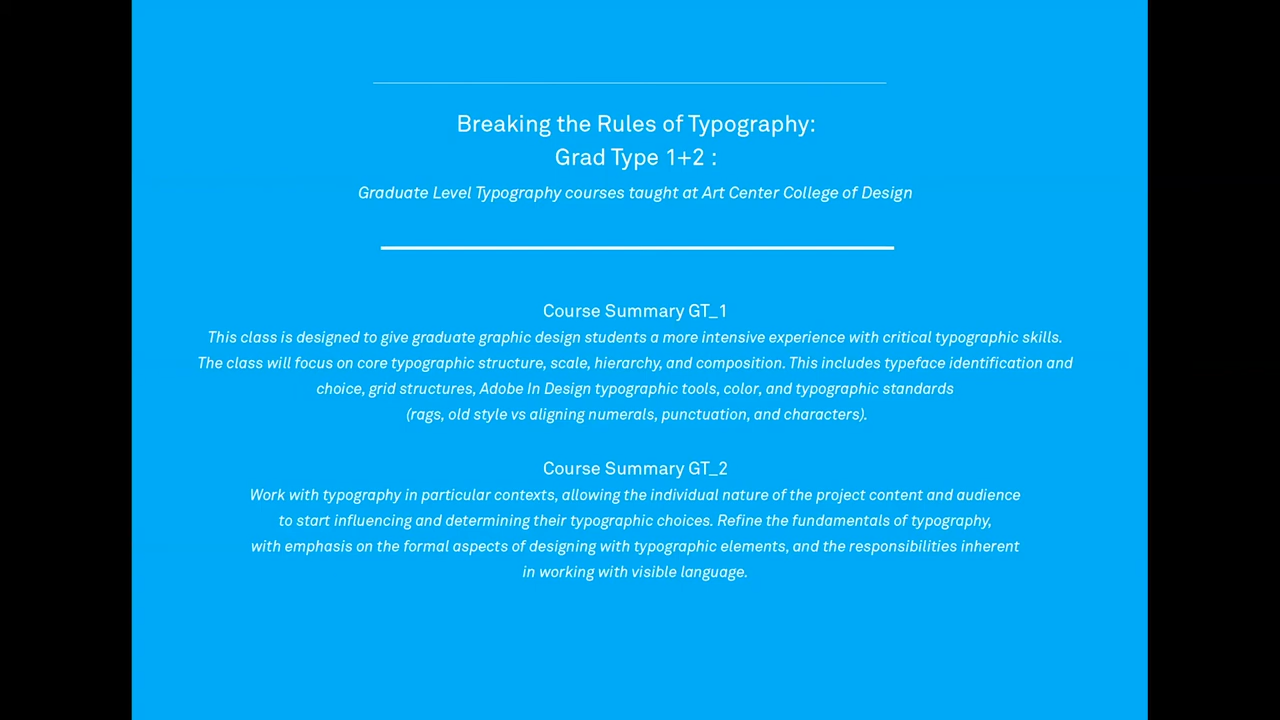 Breaking the Rules of Typography:
Grad Type 1+2 :
Graduate Level Typography courses taught at Art Center College of Design
Course Summary GT_1
This class is designed to give graduate graphic design students a more intensive experience with critical typographic skills.
The class will focus on core typographic structure, scale, hierarchy, and composition. This includes typeface identification and
choice, grid structures, Adobe In Design typographic tools, color, and typographic standards
(rags, old style vs aligning numerals, punctuation, and characters).
Course Summary GT_2
Work with typography in particular contexts, allowing the individual nature of the project content and audience
to start influencing and determining their typographic choices. Refine the fundamentals of typography,
with emphasis on the formal aspects of designing with typographic elements, and the responsibilities inherent
in working with visible language.